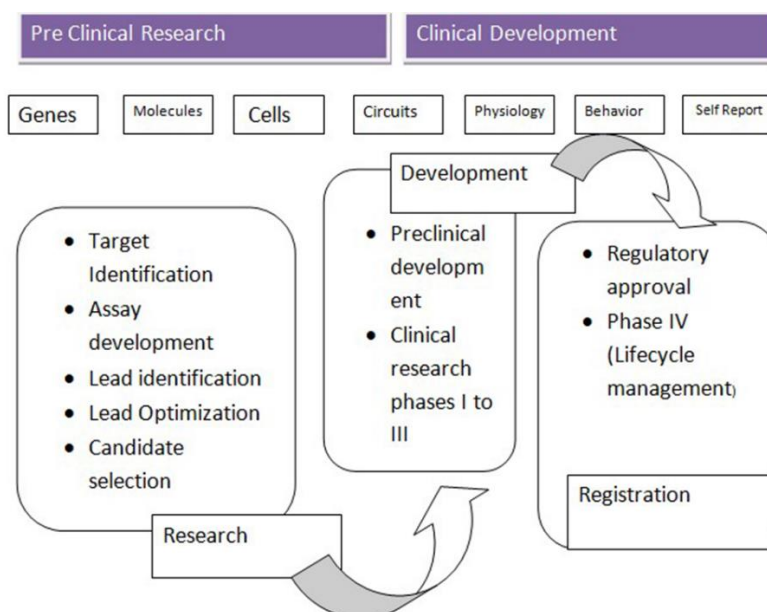 Pre Clinical Research
Clinical Development
Genes
Molecules
Cells
Circuits
Physiology
Behavior
Self Report
Development
• Target
Identification
• Assay
development
• Lead identification
• Lead Optimization
• Candidate
selection
Research
• Preclinical
developm
ent
• Clinical
research
phases I to
III
• Regulatory
approval
• Phase IV
(Lifecycle
management)
Registration